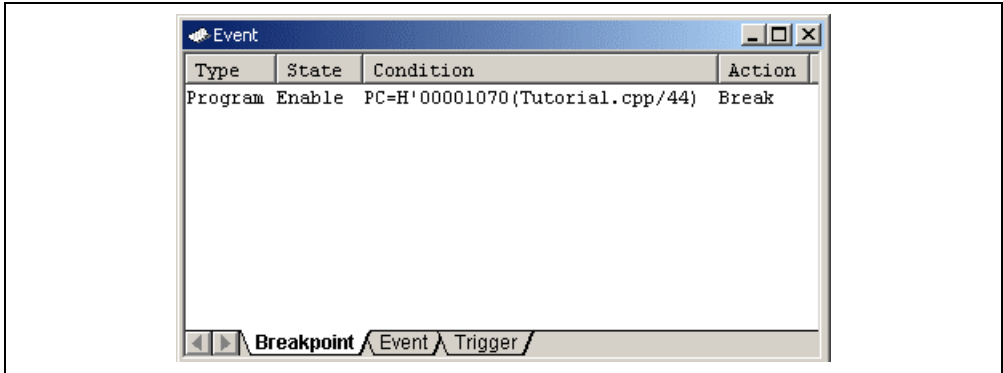 Event
Type State Condition Action
Program Enable PC=H'00001070(Tutorial.cpp/44) Break
Breakpoint Event Trigger